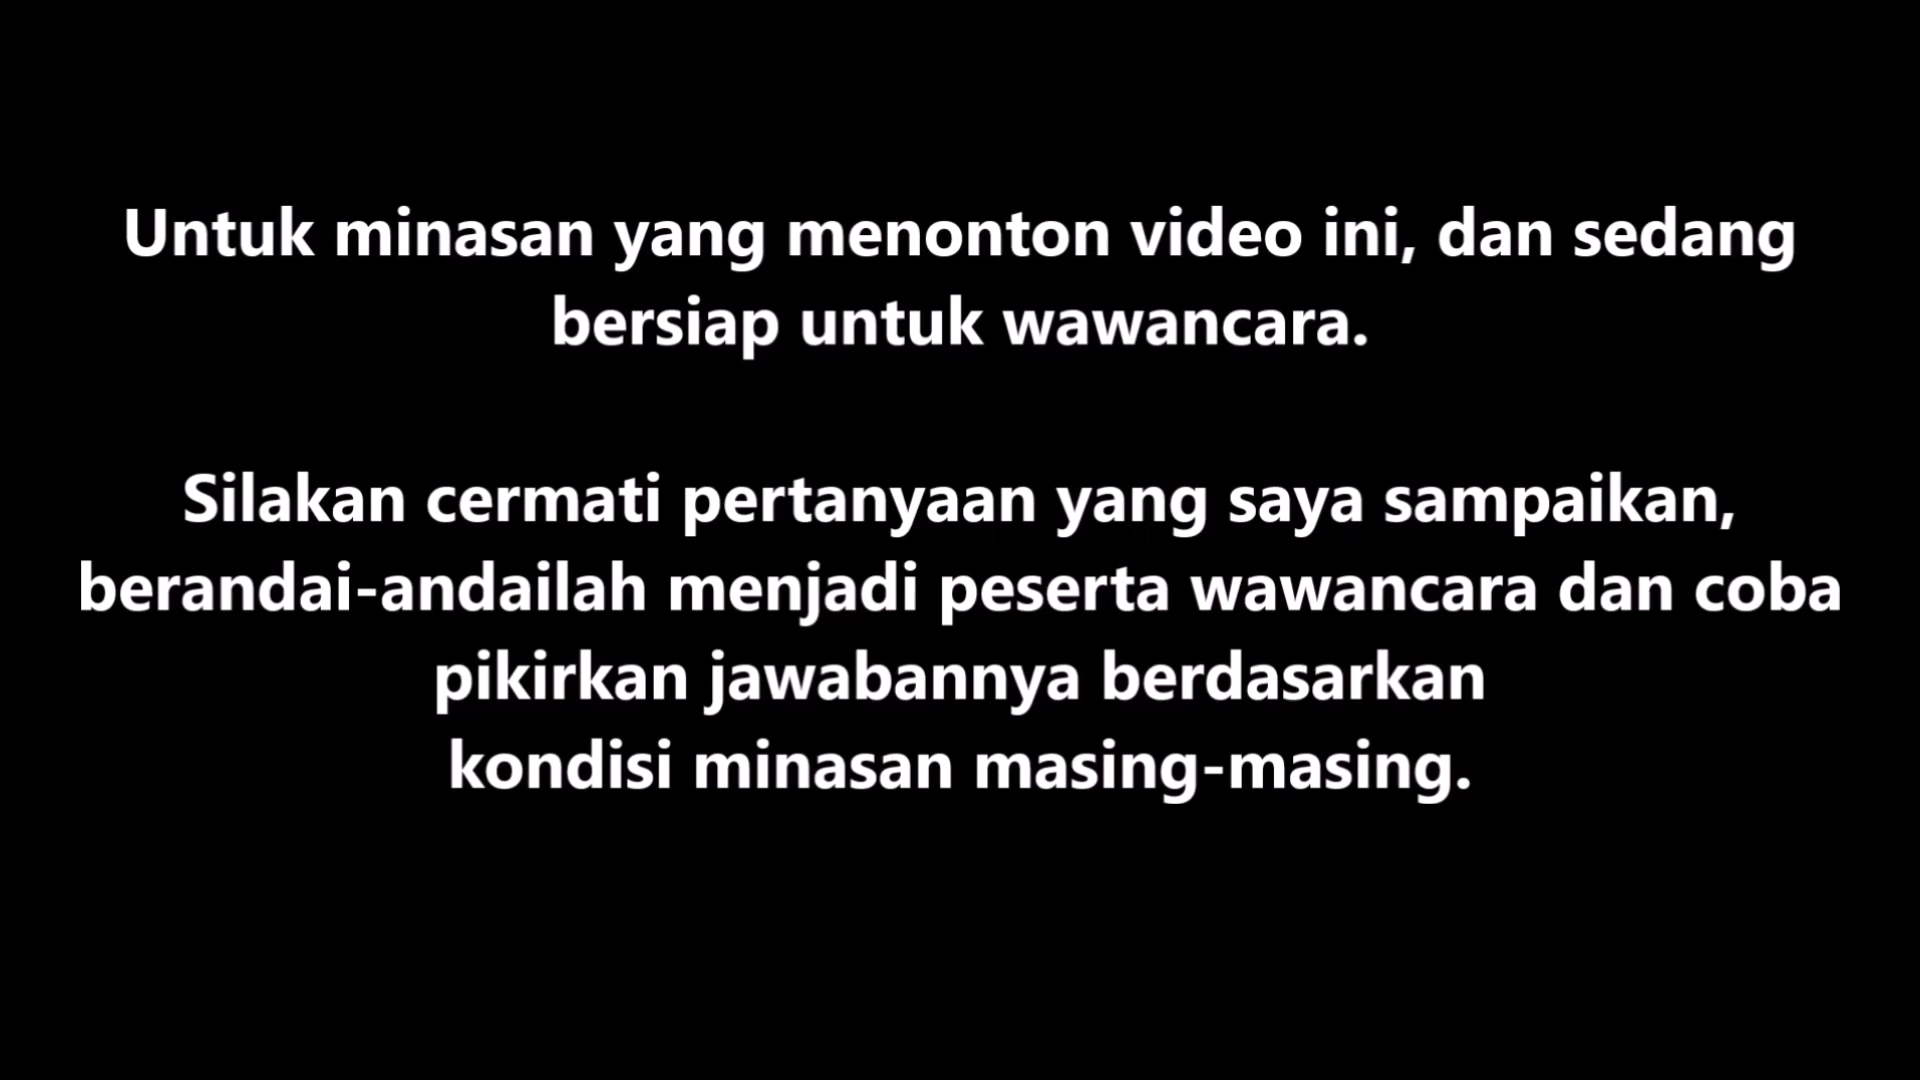 Untuk minasan yang menonton video ini, dan sedang
bersiap untuk wawancara.
Silakan cermati pertanyaan yang saya sampaikan,
berandai-andailah menjadi peserta wawancara dan coba
pikirkan jawabannya berdasarkan
kondisi minasan masing-masing.